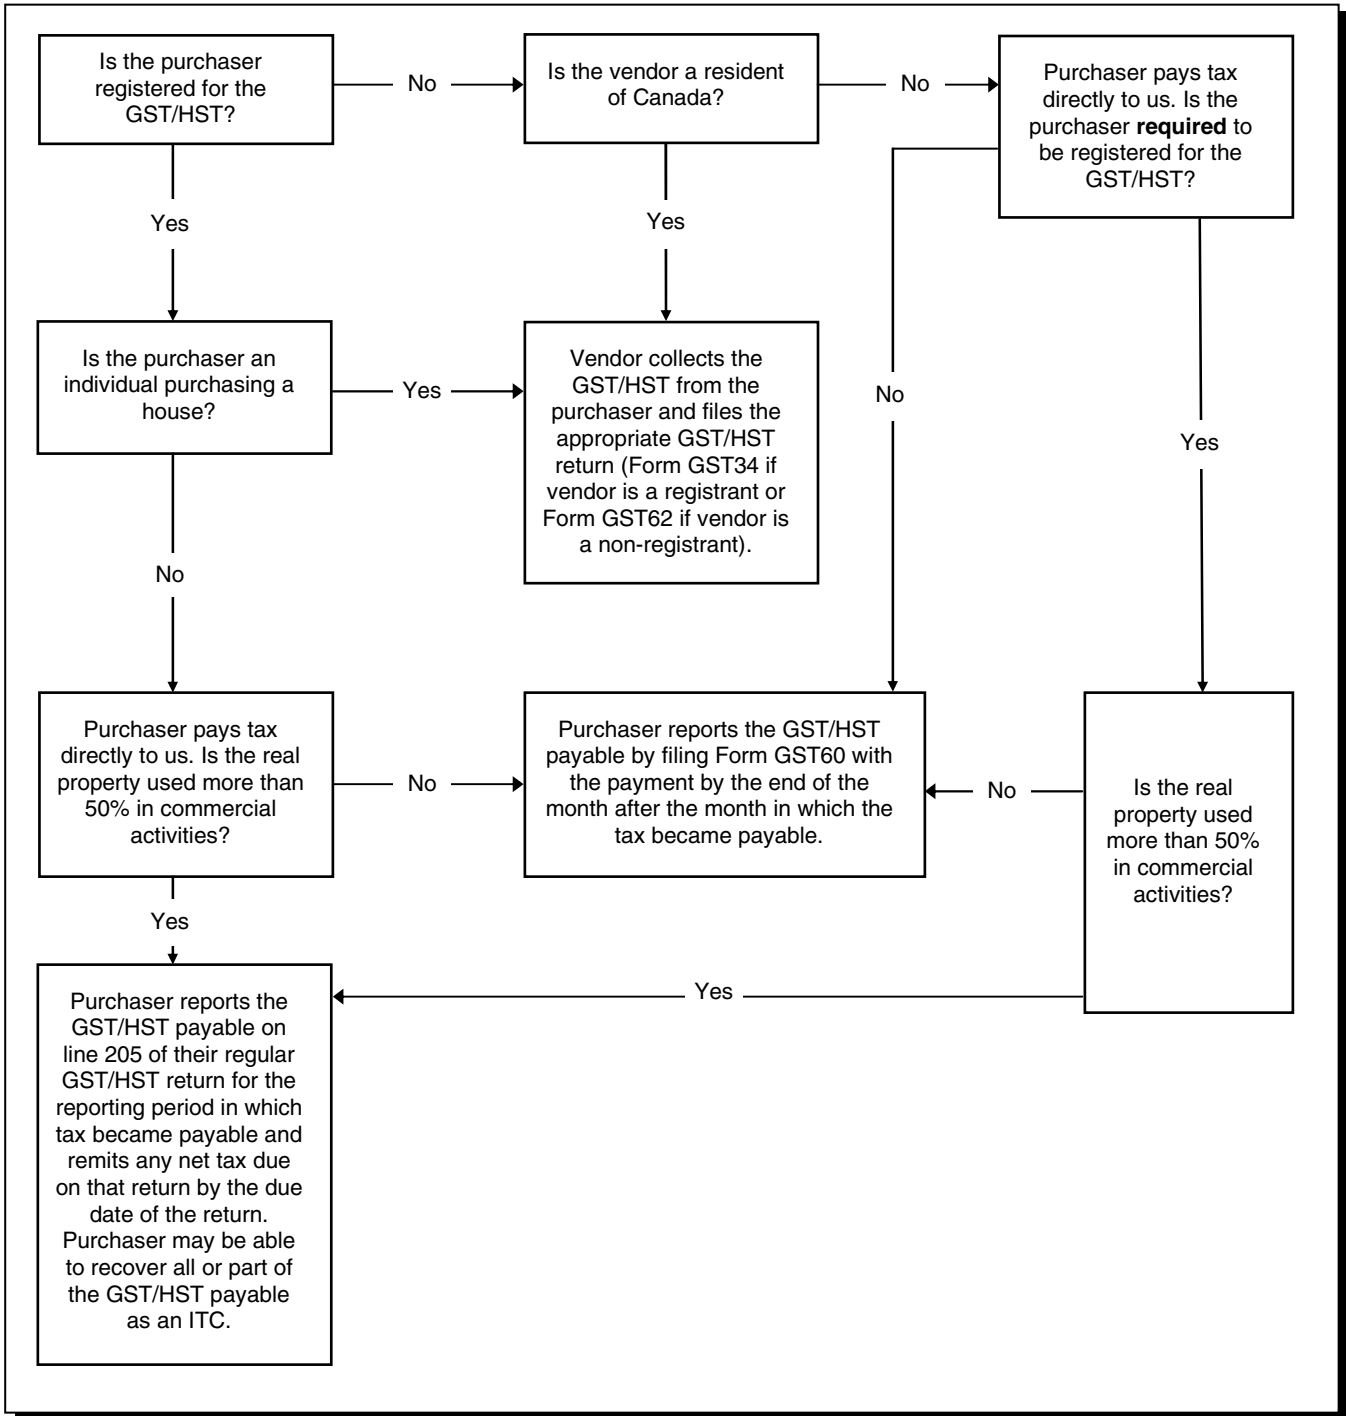 Is the purchaser
registered for the
GST/HST?
No
Is the vendor a resident
of Canada?
No
Purchaser pays tax
directly to us. Is the
purchaser required to
be registered for the
GST/HST?
Yes
Yes
Is the purchaser an
individual purchasing a
house?
Yes
Vendor collects the
GST/HST from the
purchaser and files the
appropriate GST/HST
return (Form GST34 if
vendor is a registrant or
Form GST62 if vendor is
a non-registrant).
No
Yes
No
Purchaser pays tax
directly to us. Is the real
property used more than
50% in commercial
activities?
No
Purchaser reports the GST/HST
payable by filing Form GST60 with
the payment by the end of the
month after the month in which the
tax became payable.
No
Is the real
property used
more than 50%
in commercial
activities?
Yes
Yes
Purchaser reports the
GST/HST payable on
line 205 of their regular
GST/HST return for the
reporting period in which
tax became payable and
remits any net tax due
on that return by the due
date of the return.
Purchaser may be able
to recover all or part of
the GST/HST payable
as an ITC.